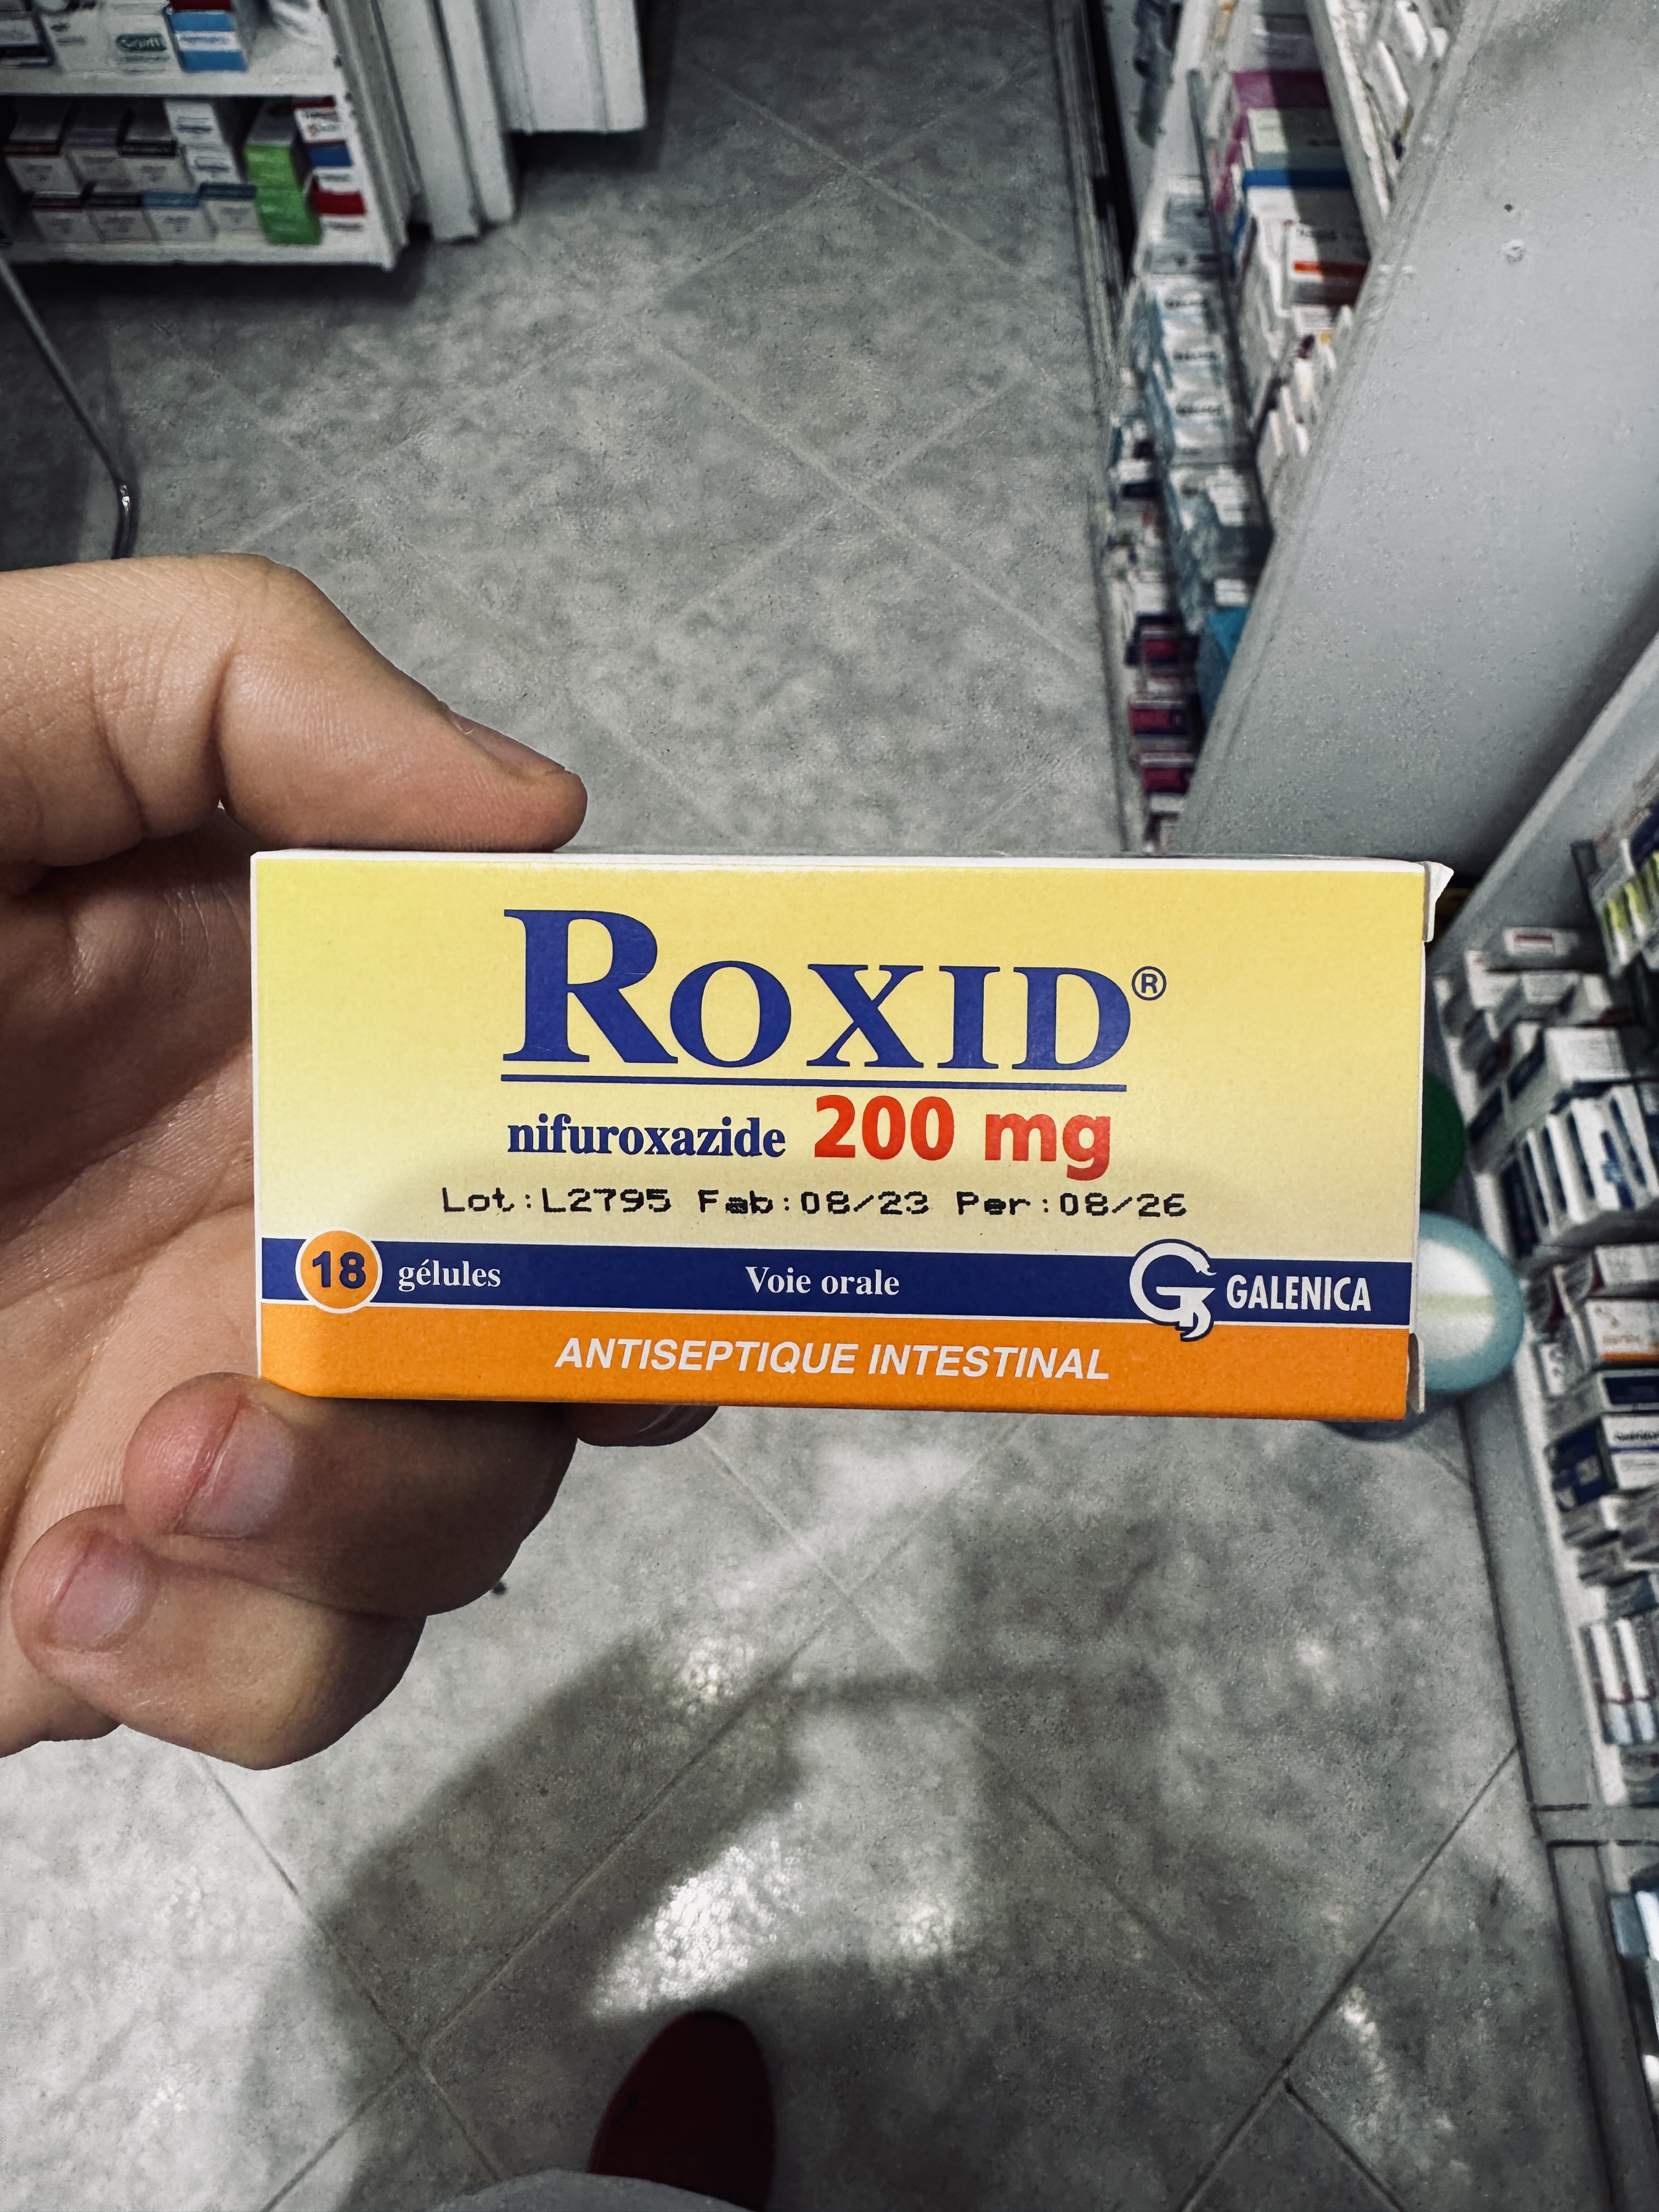 ROXID®
nifuroxazide 200 mg
Lot:L2795 Fab:08/23 Per:08/26
18 gélules Voie orale GALENICA
ANTISEPTIQUE INTESTINAL